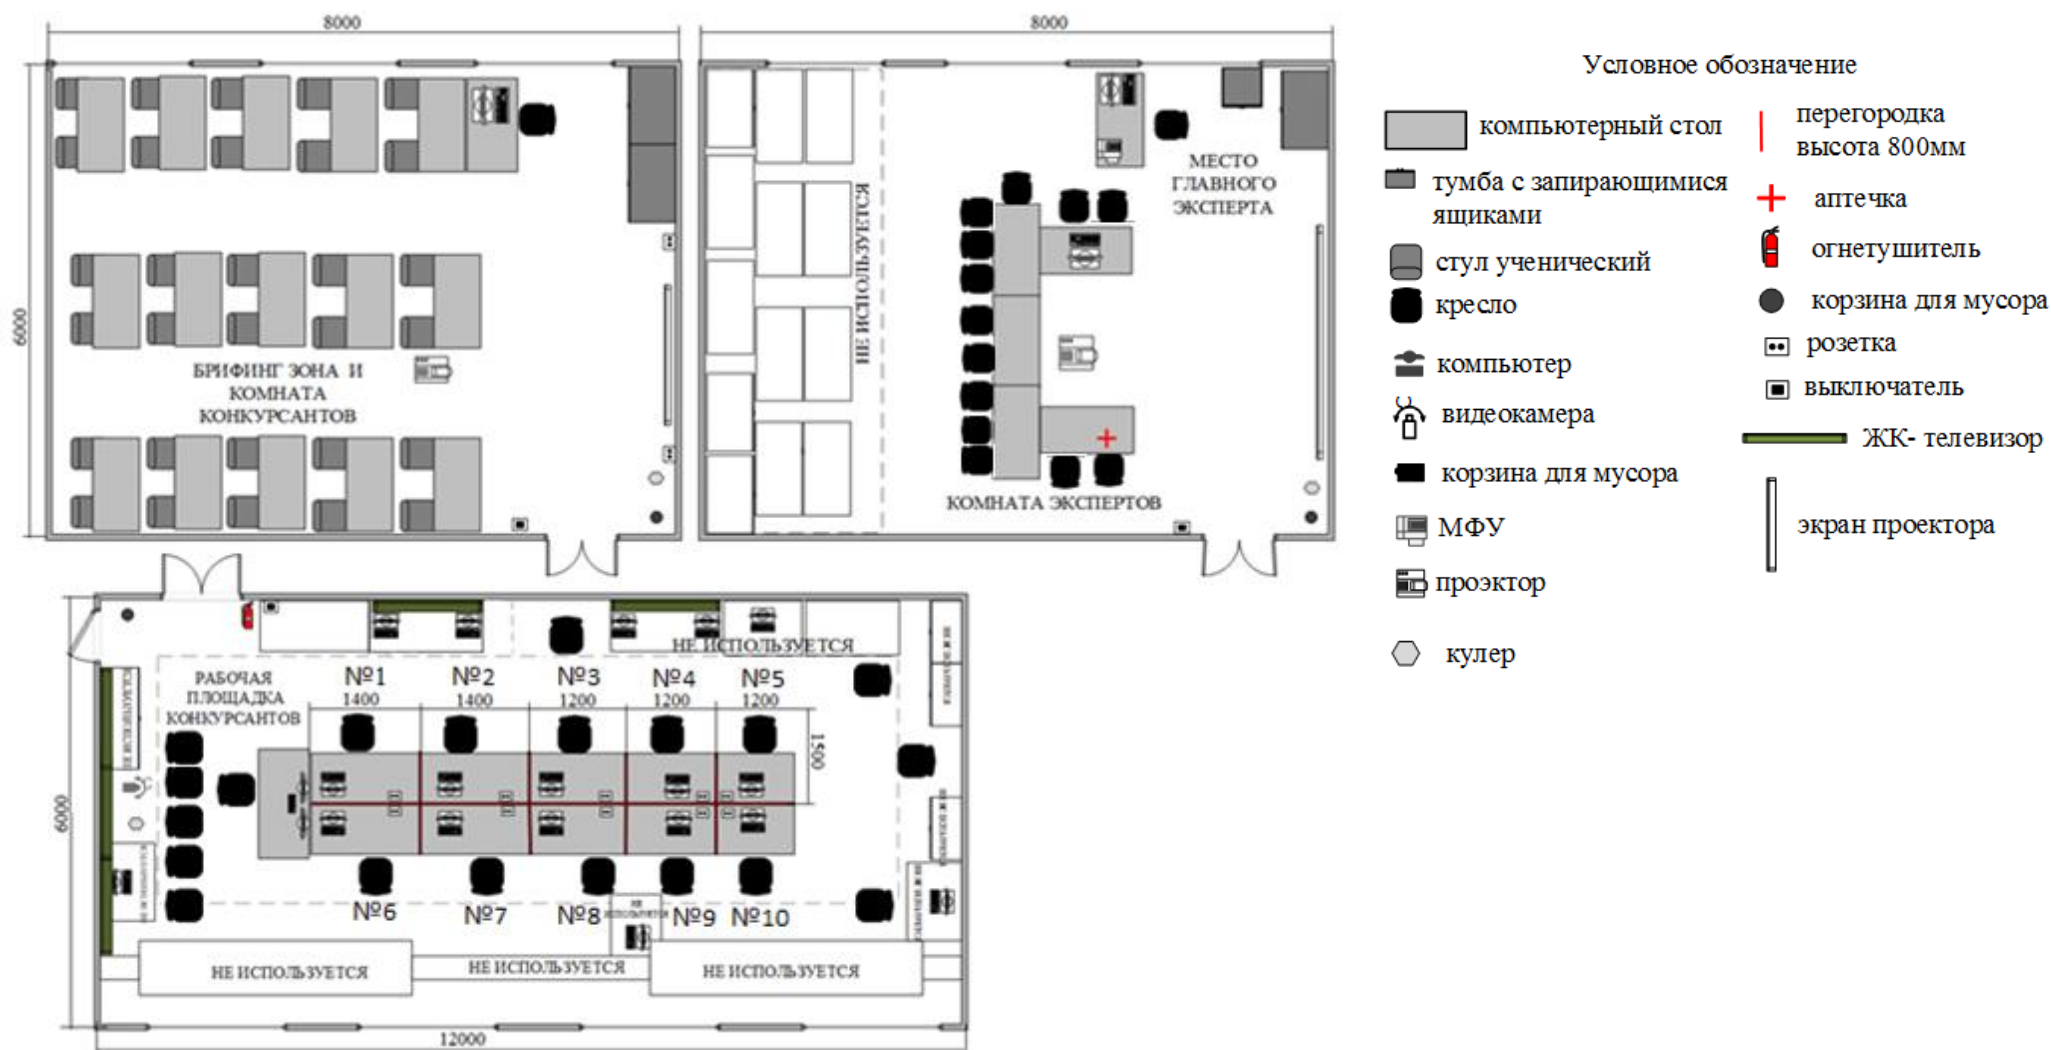 8000
6000
БРИФИНГ ЗОНА И
КОМНАТА
КОНКУРСАНТОВ
8000
НЕ ИСПОЛЬЗУЕТСЯ
МЕСТО
ГЛАВНОГО
ЭКСПЕРТА
КОМНАТА ЭКСПЕРТОВ
Условное обозначение
компьютерный стол
тумба с запирающимися
ящиками
стул ученический
кресло
компьютер
видеокамера
корзина для мусора
МФУ
проэктор
кулер
перегородка
высота 800мм
аптечка
огнетушитель
корзина для мусора
розетка
выключатель
ЖК- телевизор
экран проектора
6000
НЕ ИСПОЛЬЗУЕТСЯ
РАБОЧАЯ
ПЛОЩАДКА
КОНКУРСАНТОВ
№1
№2
№3
№4
№5
1400
1400
1200
1200
1200
1500
№6
№7
№8
№9
№10
НЕ
ИСПОЛЬЗУЕТСЯ
НЕ ИСПОЛЬЗУЕТСЯ
НЕ ИСПОЛЬЗУЕТСЯ
НЕ ИСПОЛЬЗУЕТСЯ
12000